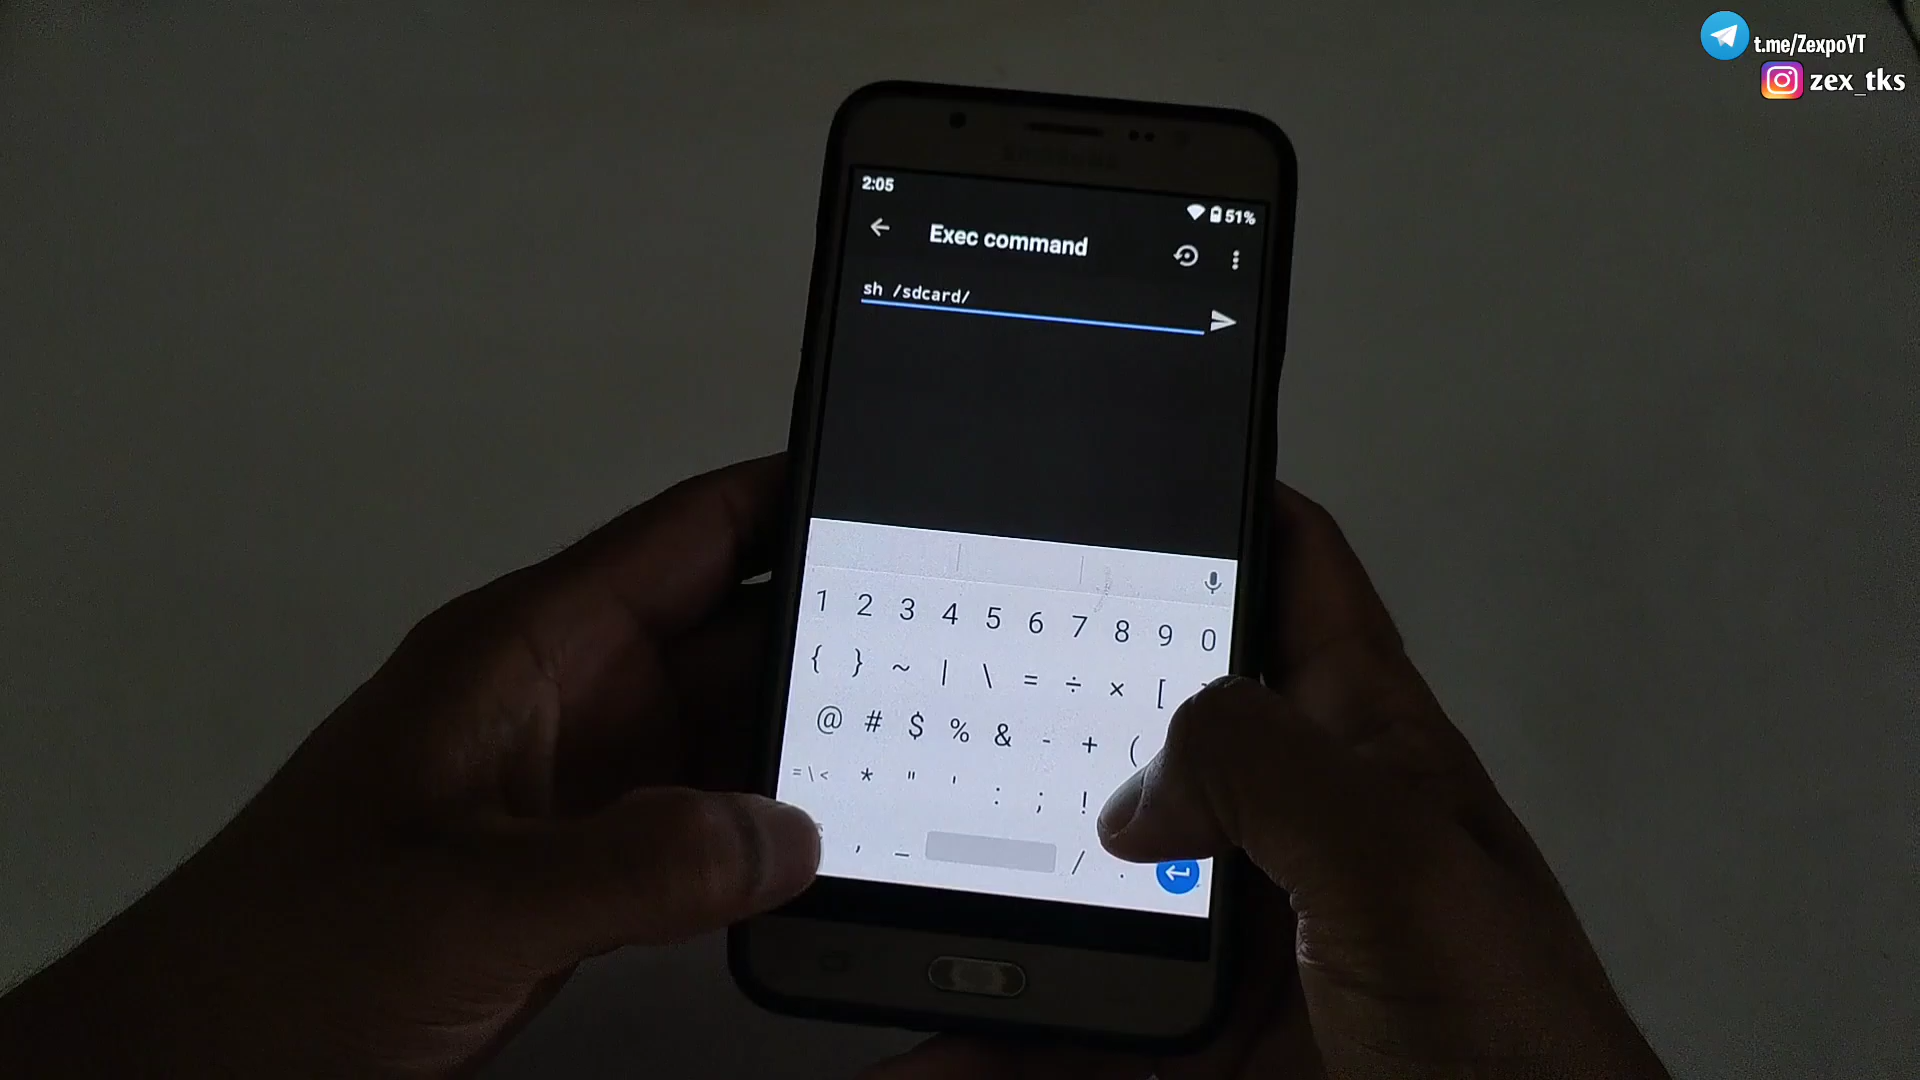 t.me/ZexpoYT
zex_tks
2:05
51%
Exec command
sh /sdcard/
1 2 3 4 5 6 7 8 9 0
{ } ~ | \ = ÷ × [
@ # $ % & - + (
=\< * " ' : ; !
, _ / .